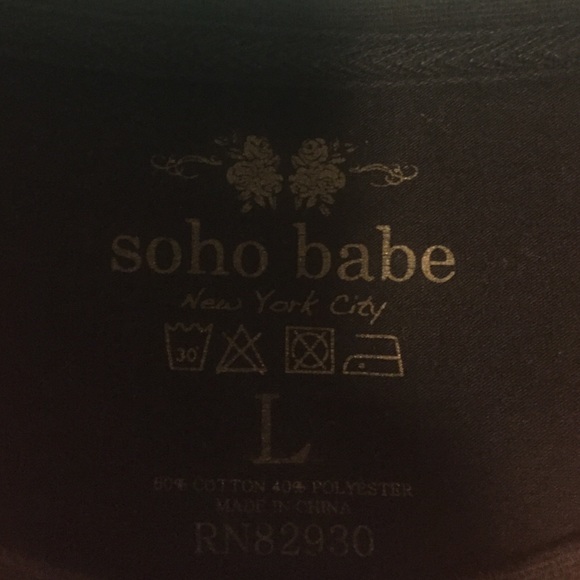 soho babe
New York City
30
L
60% COTTON 40% POLYESTER
MADE IN CHINA
RN82930